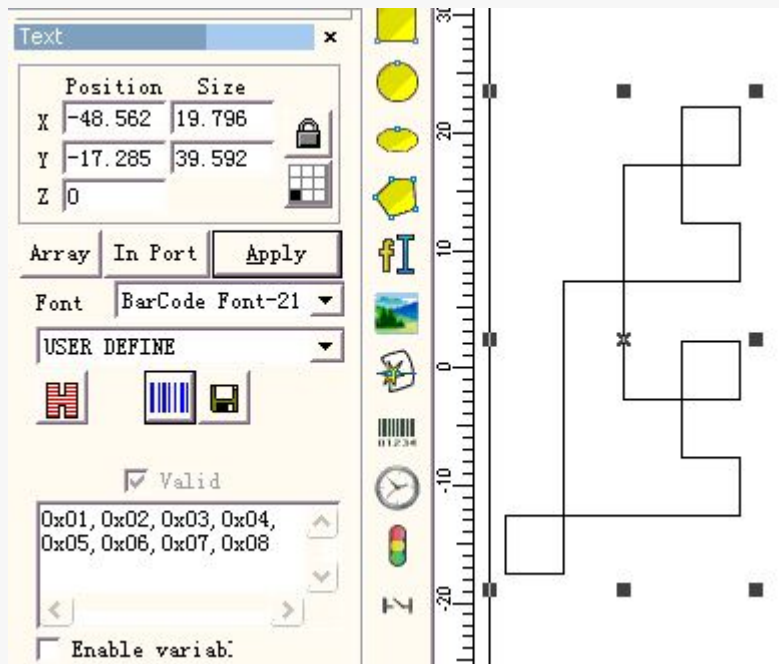 Text
Position Size
X -48.562 19.796
Y -17.285 39.592
Z 0
Array In Port Apply
Font BarCode Font-21
USER DEFINE
Valid
0x01, 0x02, 0x03, 0x04,
0x05, 0x06, 0x07, 0x08
Enable variab
01234
30
20
10
0
-10
-20